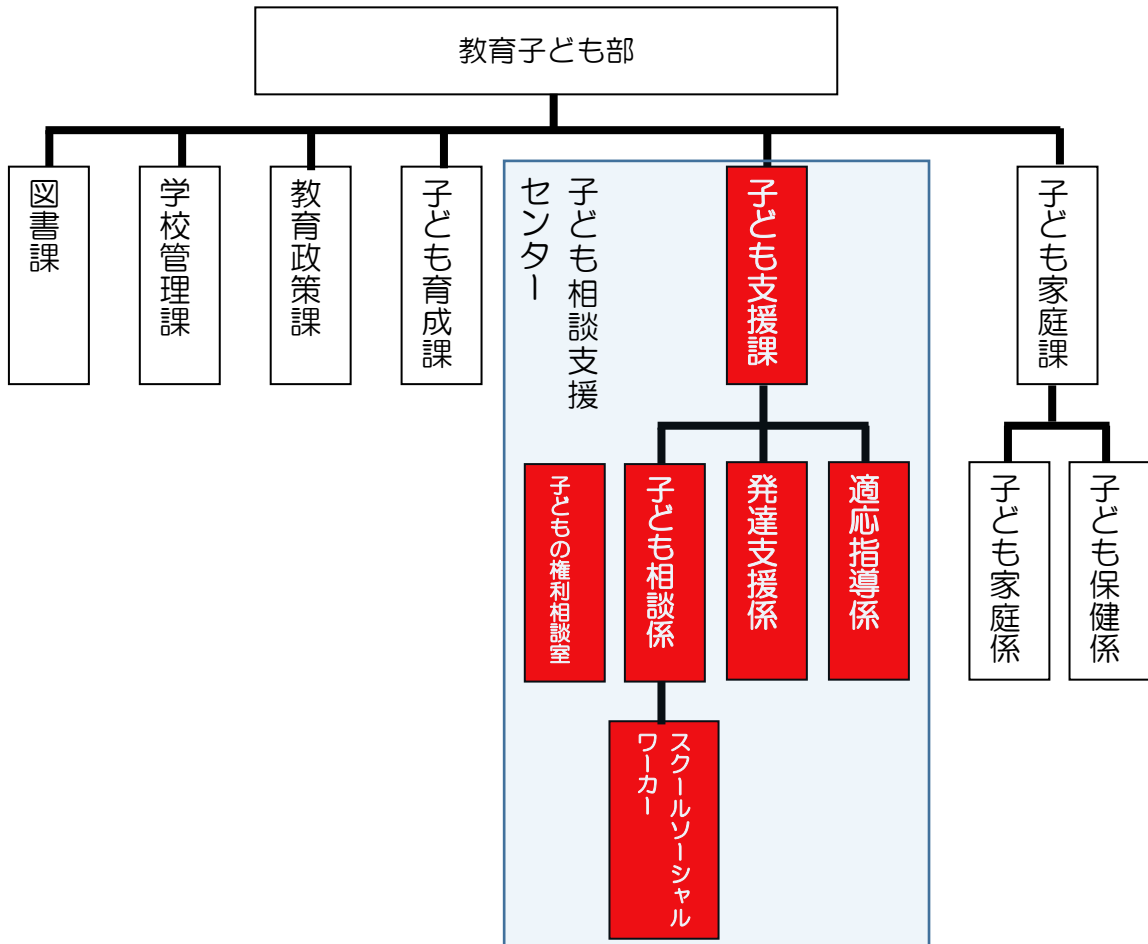 教育子ども部
図書課
学校管理課
教育政策課
子ども育成課
子ども相談支援
センター
子ども支援課
子ども家庭課
子どもの権利相談室
子ども相談係
発達支援係
適応指導係
子ども家庭係
子ども保健係
スクールソーシャル
ワーカー